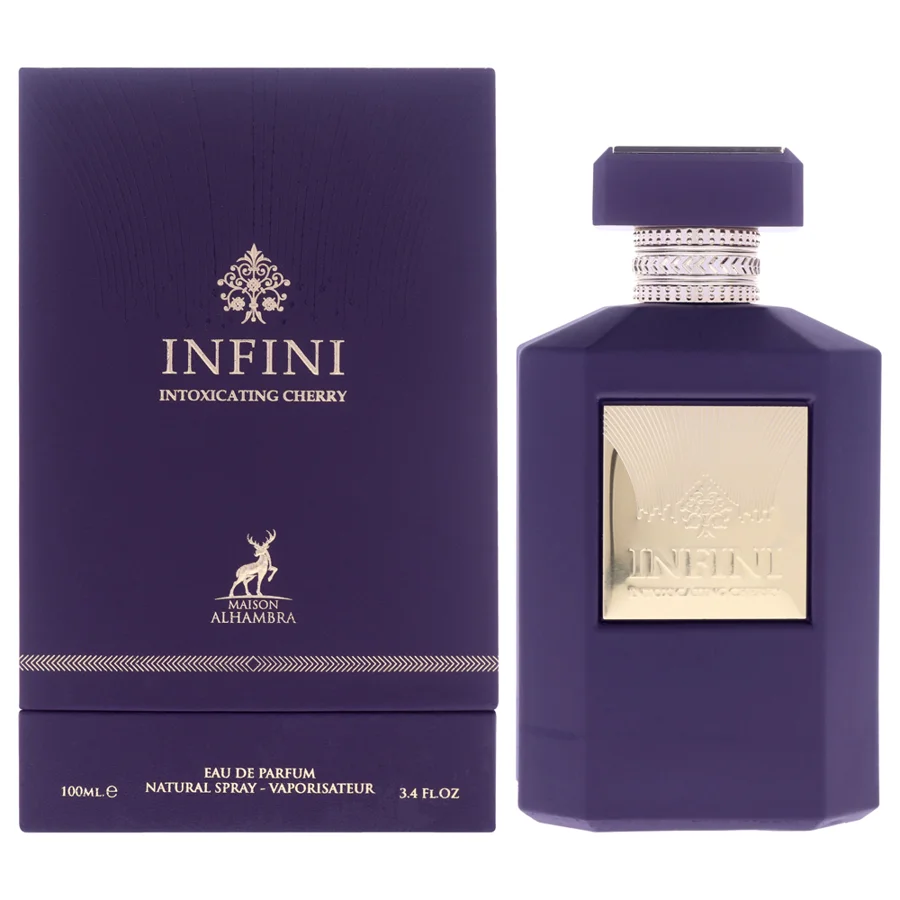 INFINI
INTOXICATING CHERRY
MAISON
ALHAMBRA
EAU DE PARFUM
NATURAL SPRAY - VAPORISATEUR
100ML.e
3.4 FL.OZ
INFINI
INTOXICATING CHERRY